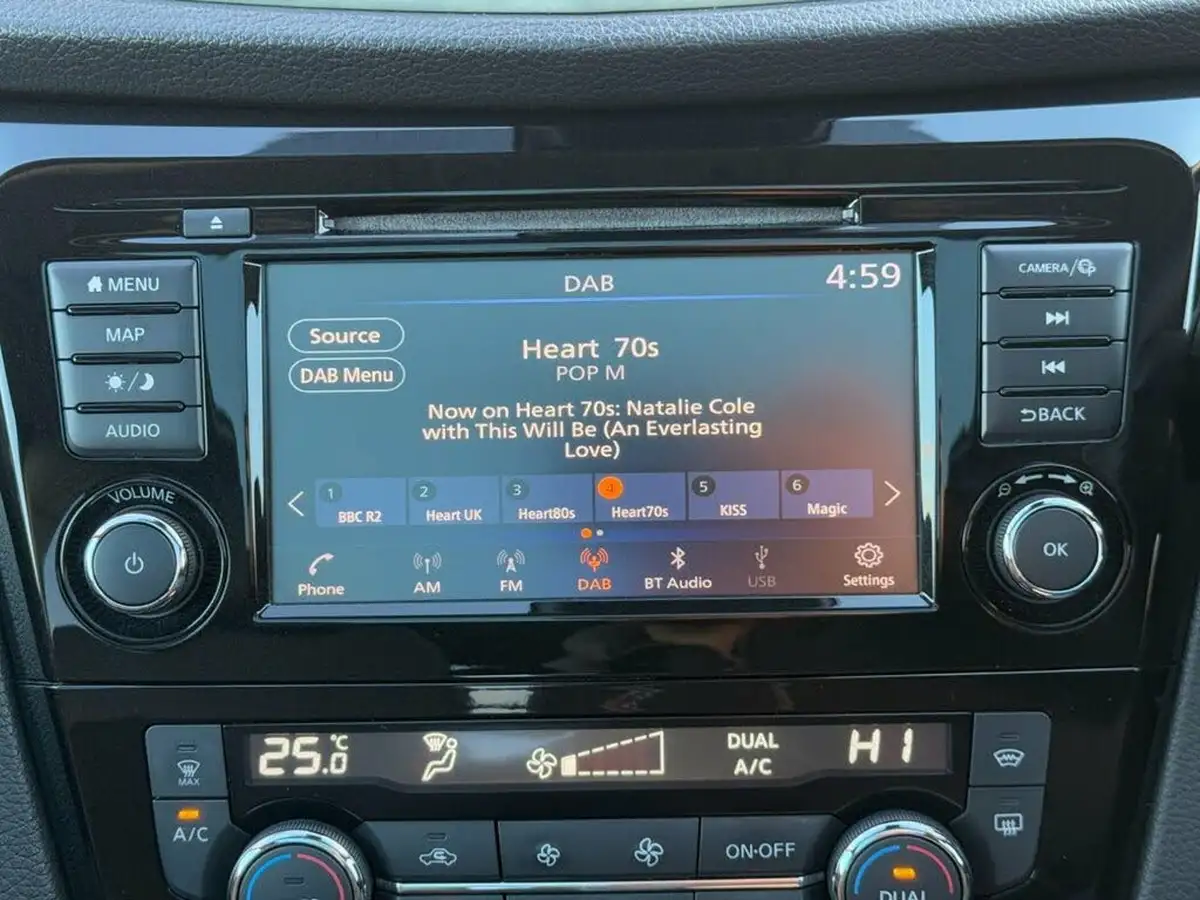 DAB
4:59
MENU
CAMERA/
MAP
AUDIO
BACK
Source
DAB Menu
Heart 70s
POP M
Now on Heart 70s: Natalie Cole
with This Will Be (An Everlasting
Love)
1 BBC R2
2 Heart UK
3 Heart80s
4 Heart70s
5 KISS
6 Magic
VOLUME
OK
Phone
AM
FM
DAB
BT Audio
USB
Settings
25.0 °C
DUAL
A/C
HI
MAX
A/C
ON·OFF
DUAL